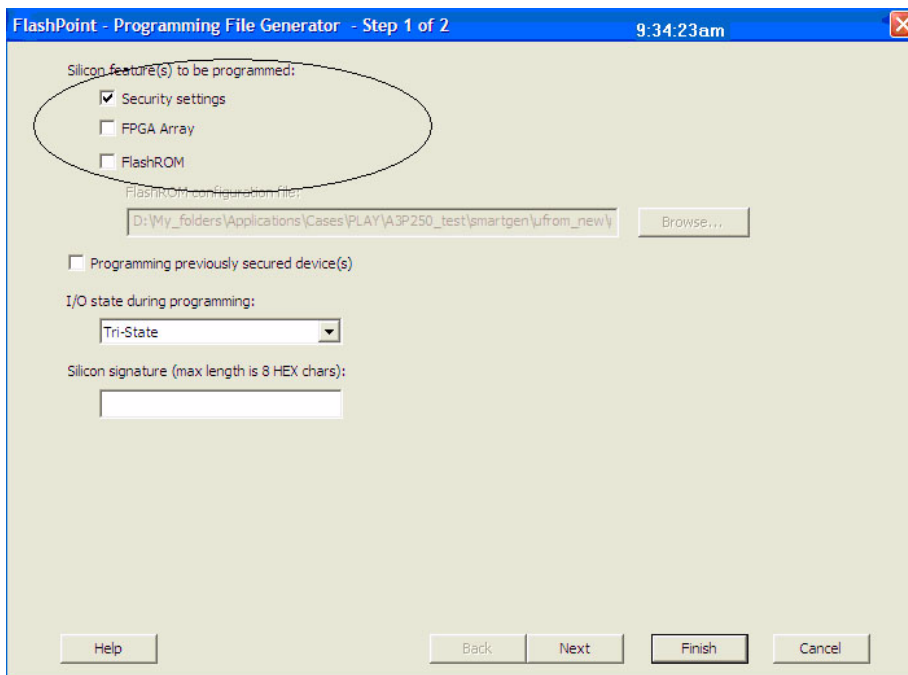 FlashPoint - Programming File Generator - Step 1 of 2 9:34:23am
Silicon feature(s) to be programmed:
Security settings
FPGA Array
FlashROM
FlashROM configuration file:
D:\My_folders\Applications\Cases\PLAY\A3P250_test\smartgen\ufrom_new\
Browse...
Programming previously secured device(s)
I/O state during programming:
Tri-State
Silicon signature (max length is 8 HEX chars):
Help Back Next Finish Cancel